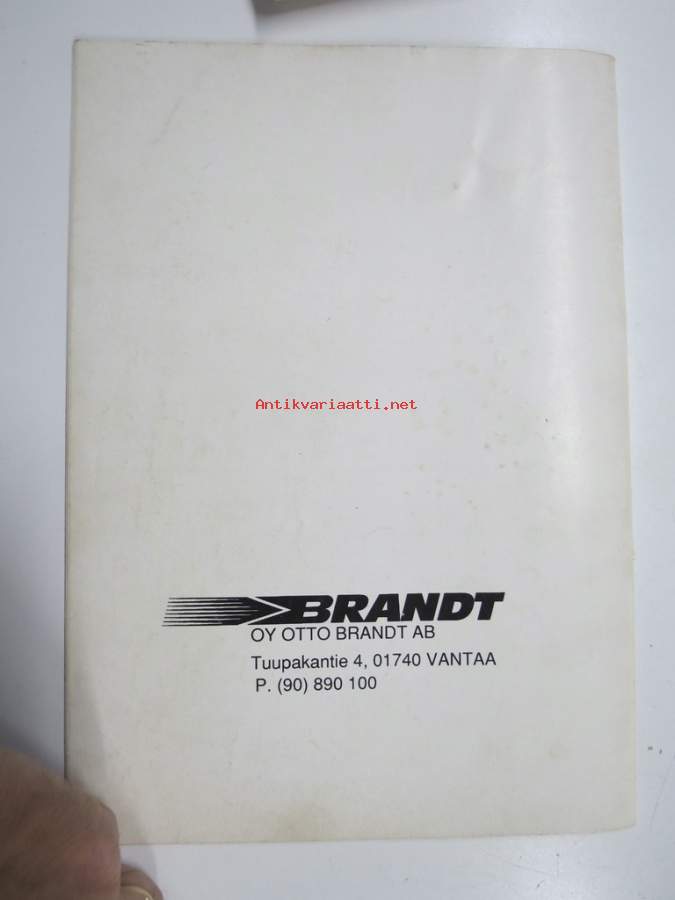 Antikvariaatti.net
BRANDT
OY OTTO BRANDT AB
Tuupakantie 4, 01740 VANTAA
P. (90) 890 100